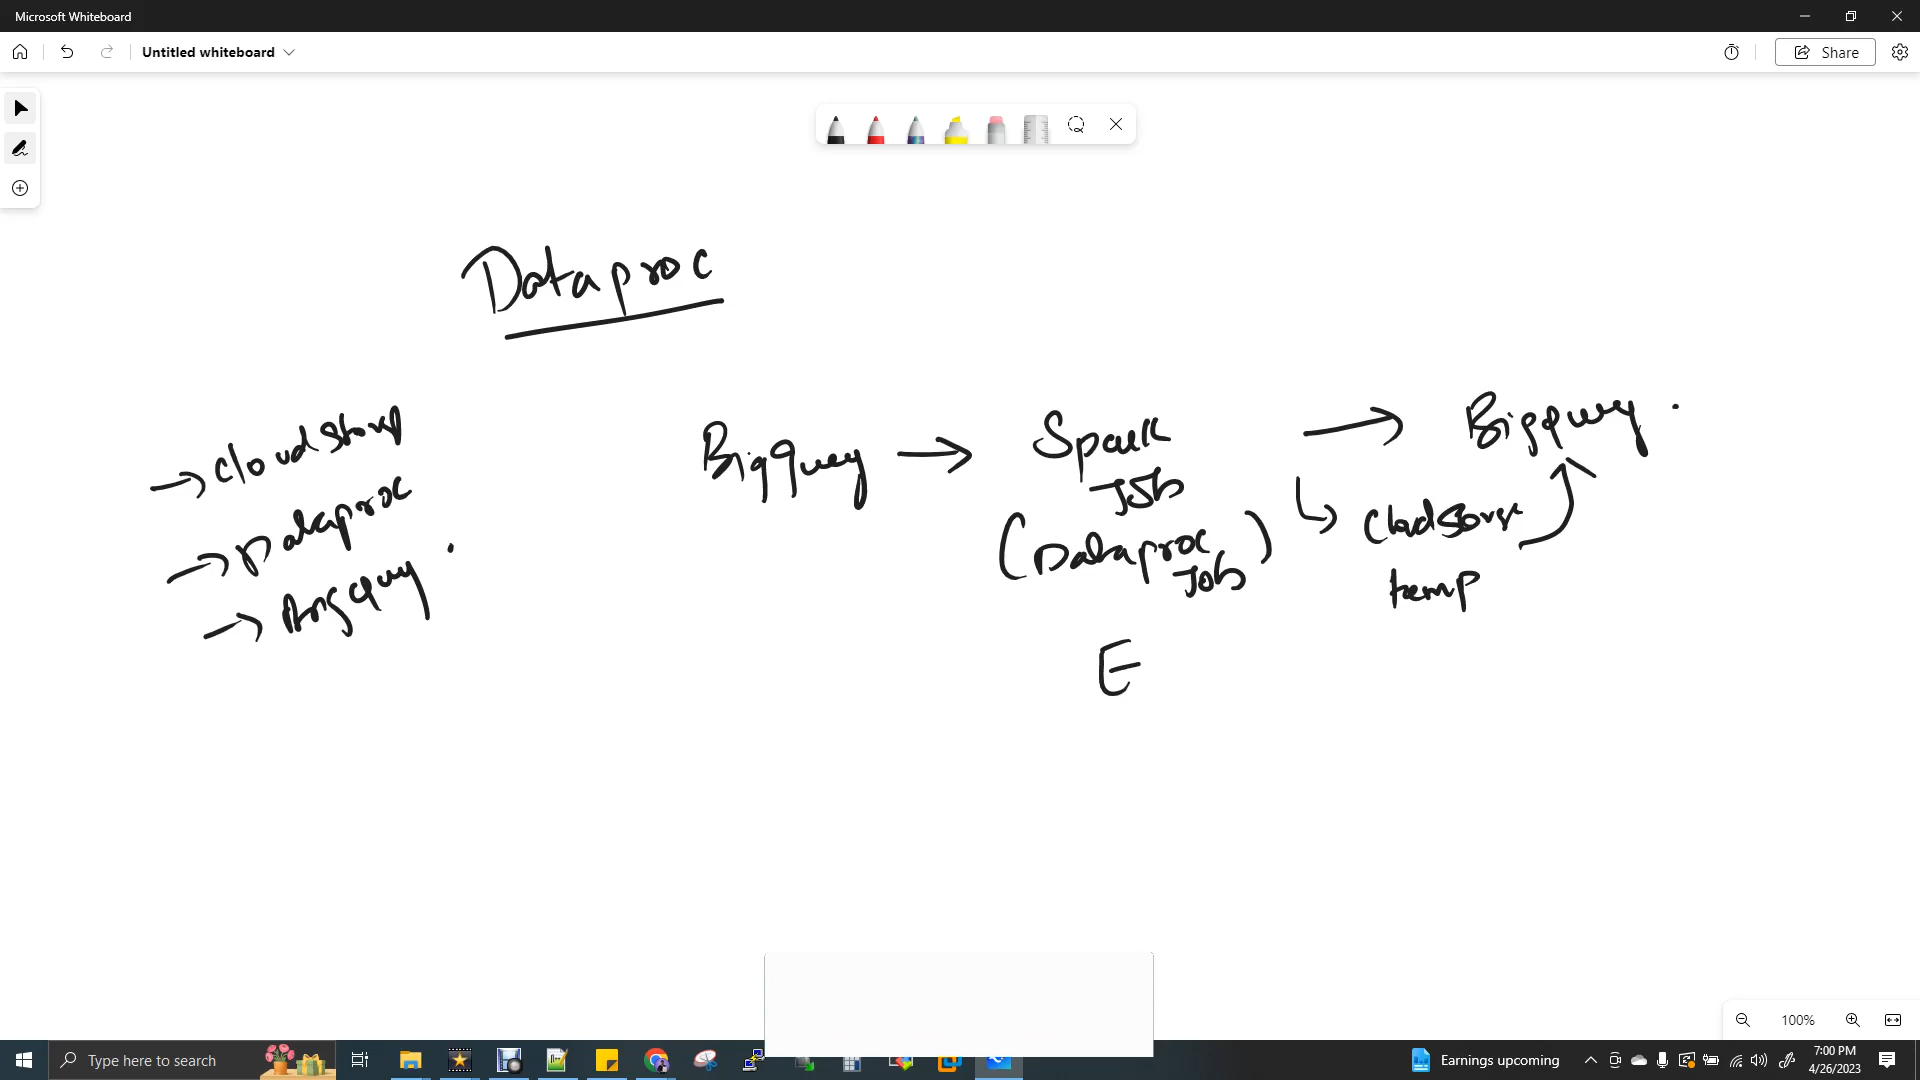 Microsoft Whiteboard
Untitled whiteboard
Share
Dataproc
→ cloud storage
→ Dataproc
→ Bigquery.
BigQuery → Spark → Bigquery.
Job
(Dataproc Job)
↳ Cloudstorage
temp
E
100%
Type here to search
Earnings upcoming
7:00 PM
4/26/2023